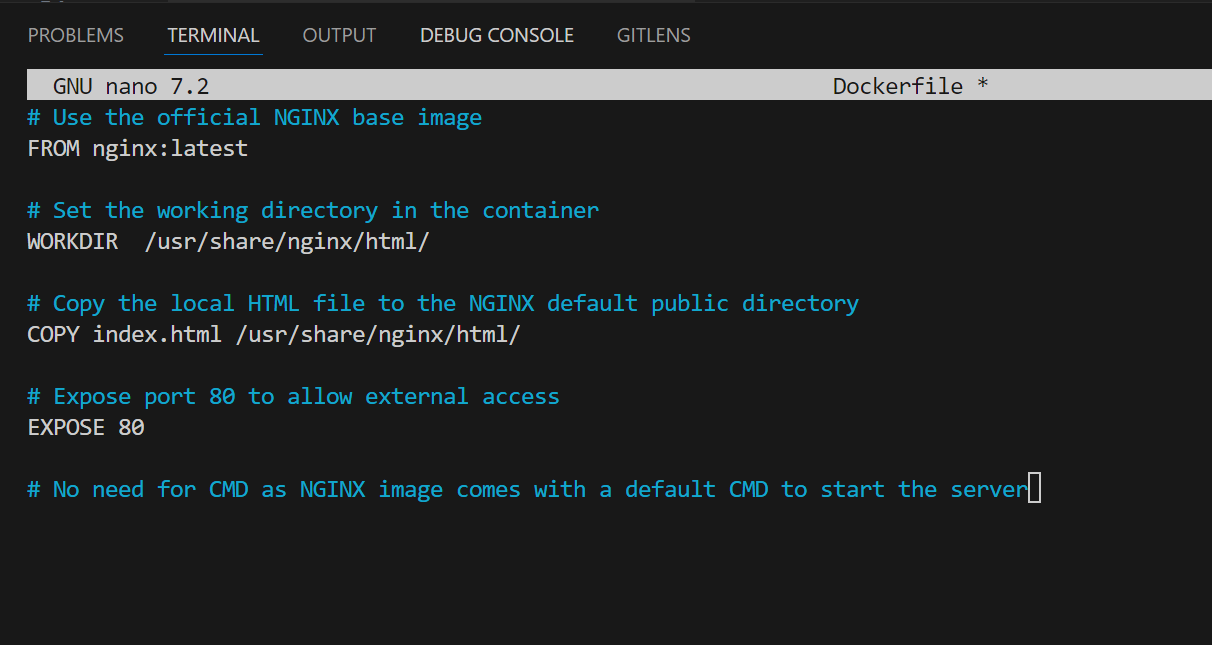 PROBLEMS TERMINAL OUTPUT DEBUG CONSOLE GITLENS
GNU nano 7.2 Dockerfile *
# Use the official NGINX base image
FROM nginx:latest
# Set the working directory in the container
WORKDIR  /usr/share/nginx/html/
# Copy the local HTML file to the NGINX default public directory
COPY index.html /usr/share/nginx/html/
# Expose port 80 to allow external access
EXPOSE 80
# No need for CMD as NGINX image comes with a default CMD to start the server